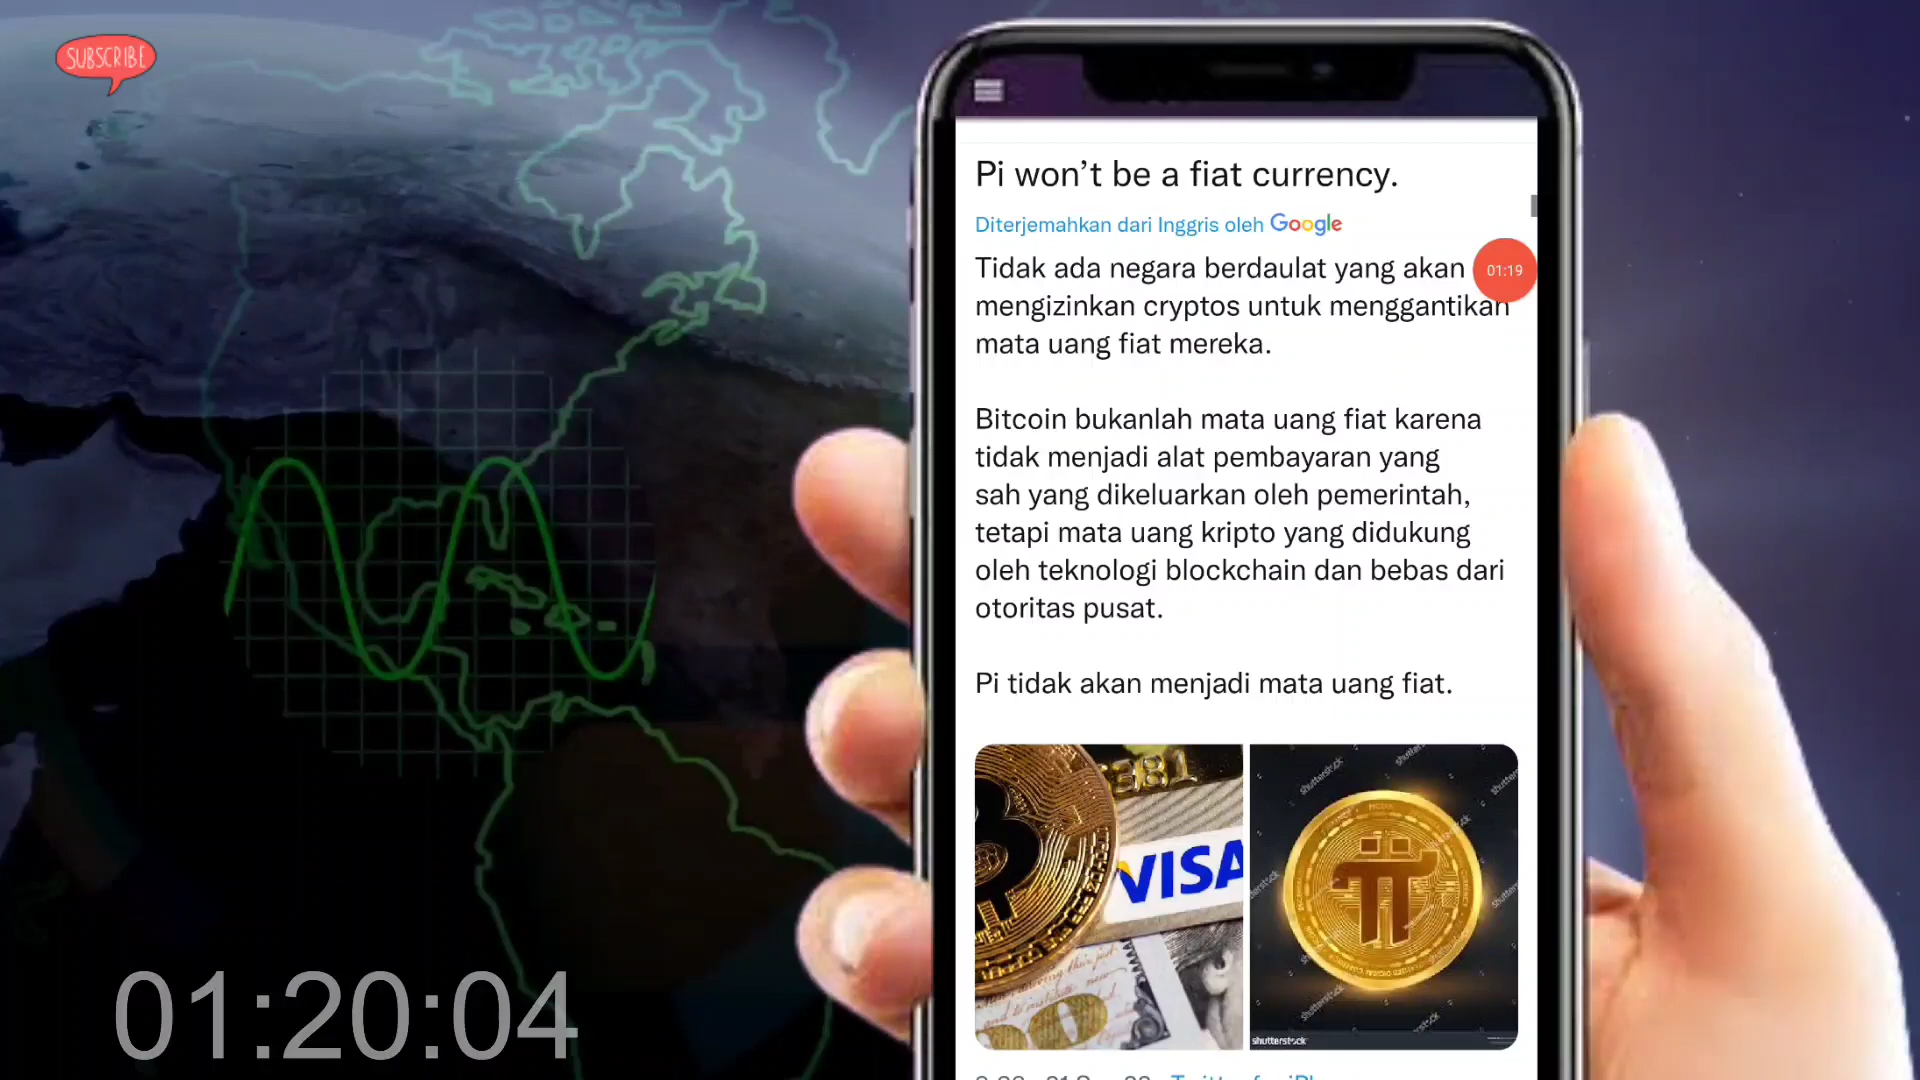 SUBSCRIBE
Pi won’t be a fiat currency.
Diterjemahkan dari Inggris oleh Google
Tidak ada negara berdaulat yang akan
01:19
mengizinkan cryptos untuk menggantikan
mata uang fiat mereka.
Bitcoin bukanlah mata uang fiat karena
tidak menjadi alat pembayaran yang
sah yang dikeluarkan oleh pemerintah,
tetapi mata uang kripto yang didukung
oleh teknologi blockchain dan bebas dari
otoritas pusat.
Pi tidak akan menjadi mata uang fiat.
VISA
shutterstock
01:20:04